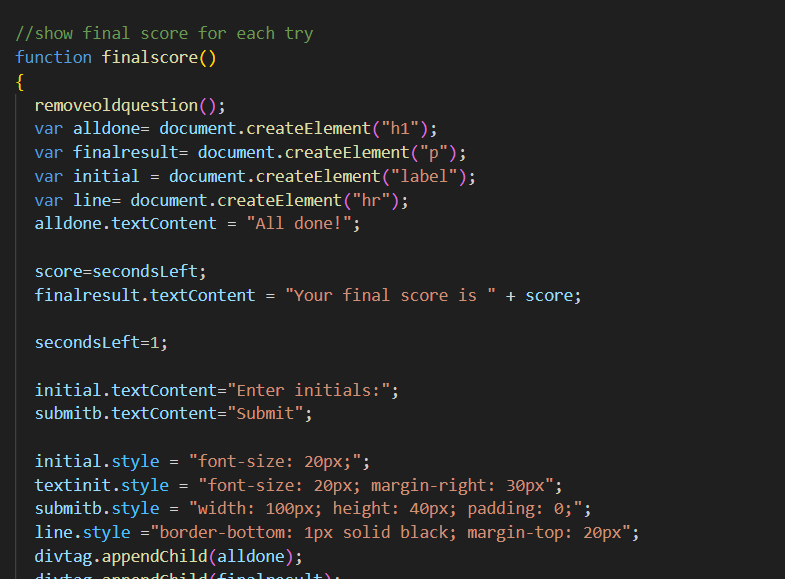 //show final score for each try
function finalscore()
{
removeoldquestion();
var alldone= document.createElement("h1");
var finalresult= document.createElement("p");
var initial = document.createElement("label");
var line= document.createElement("hr");
alldone.textContent = "All done!";
score=secondsLeft;
finalresult.textContent = "Your final score is " + score;
secondsLeft=1;
initial.textContent="Enter initials:";
submitb.textContent="Submit";
initial.style = "font-size: 20px;";
textinit.style = "font-size: 20px; margin-right: 30px";
submitb.style = "width: 100px; height: 40px; padding: 0;";
line.style ="border-bottom: 1px solid black; margin-top: 20px";
divtag.appendChild(alldone);
divtag.appendChild(finalresult);